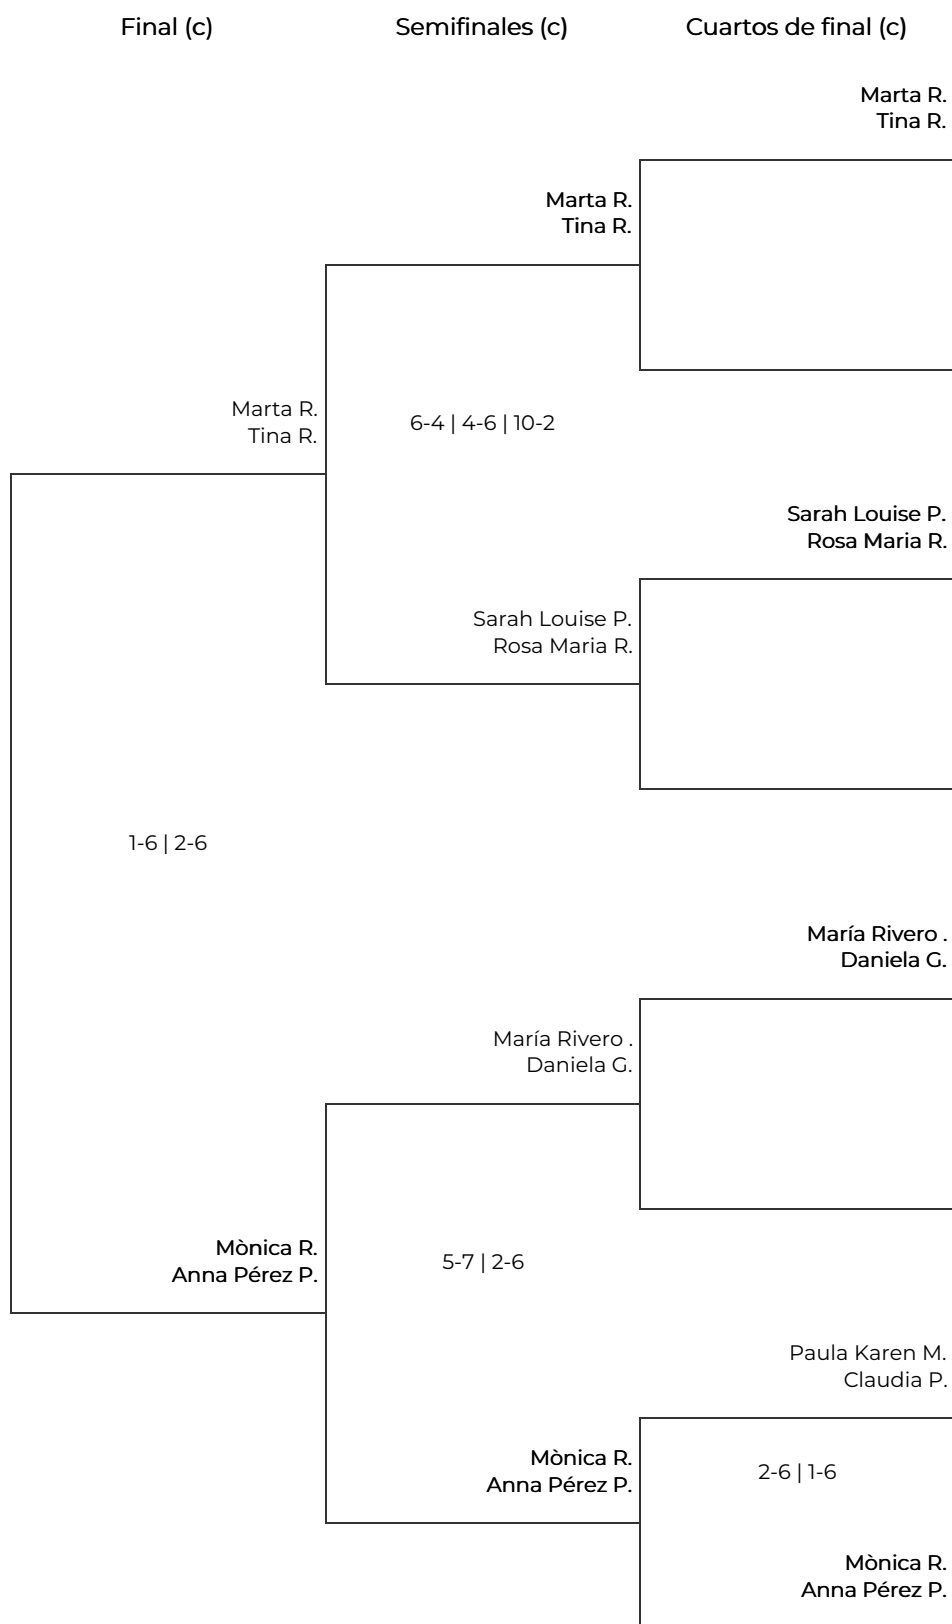 Final (c)
Semifinales (c)
Cuartos de final (c)
Marta R.
Tina R.
Marta R.
Tina R.
Marta R.
Tina R.
6-4 | 4-6 | 10-2
Sarah Louise P.
Rosa Maria R.
Sarah Louise P.
Rosa Maria R.
1-6 | 2-6
María Rivero .
Daniela G.
María Rivero .
Daniela G.
Mònica R.
Anna Pérez P.
5-7 | 2-6
Paula Karen M.
Claudia P.
Mònica R.
Anna Pérez P.
2-6 | 1-6
Mònica R.
Anna Pérez P.